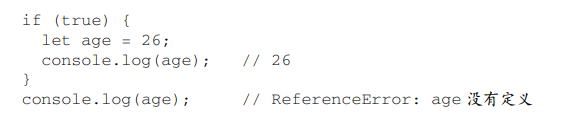 if (true) {
  let age = 26;
  console.log(age);   // 26
}
console.log(age);     // ReferenceError: age 没有定义